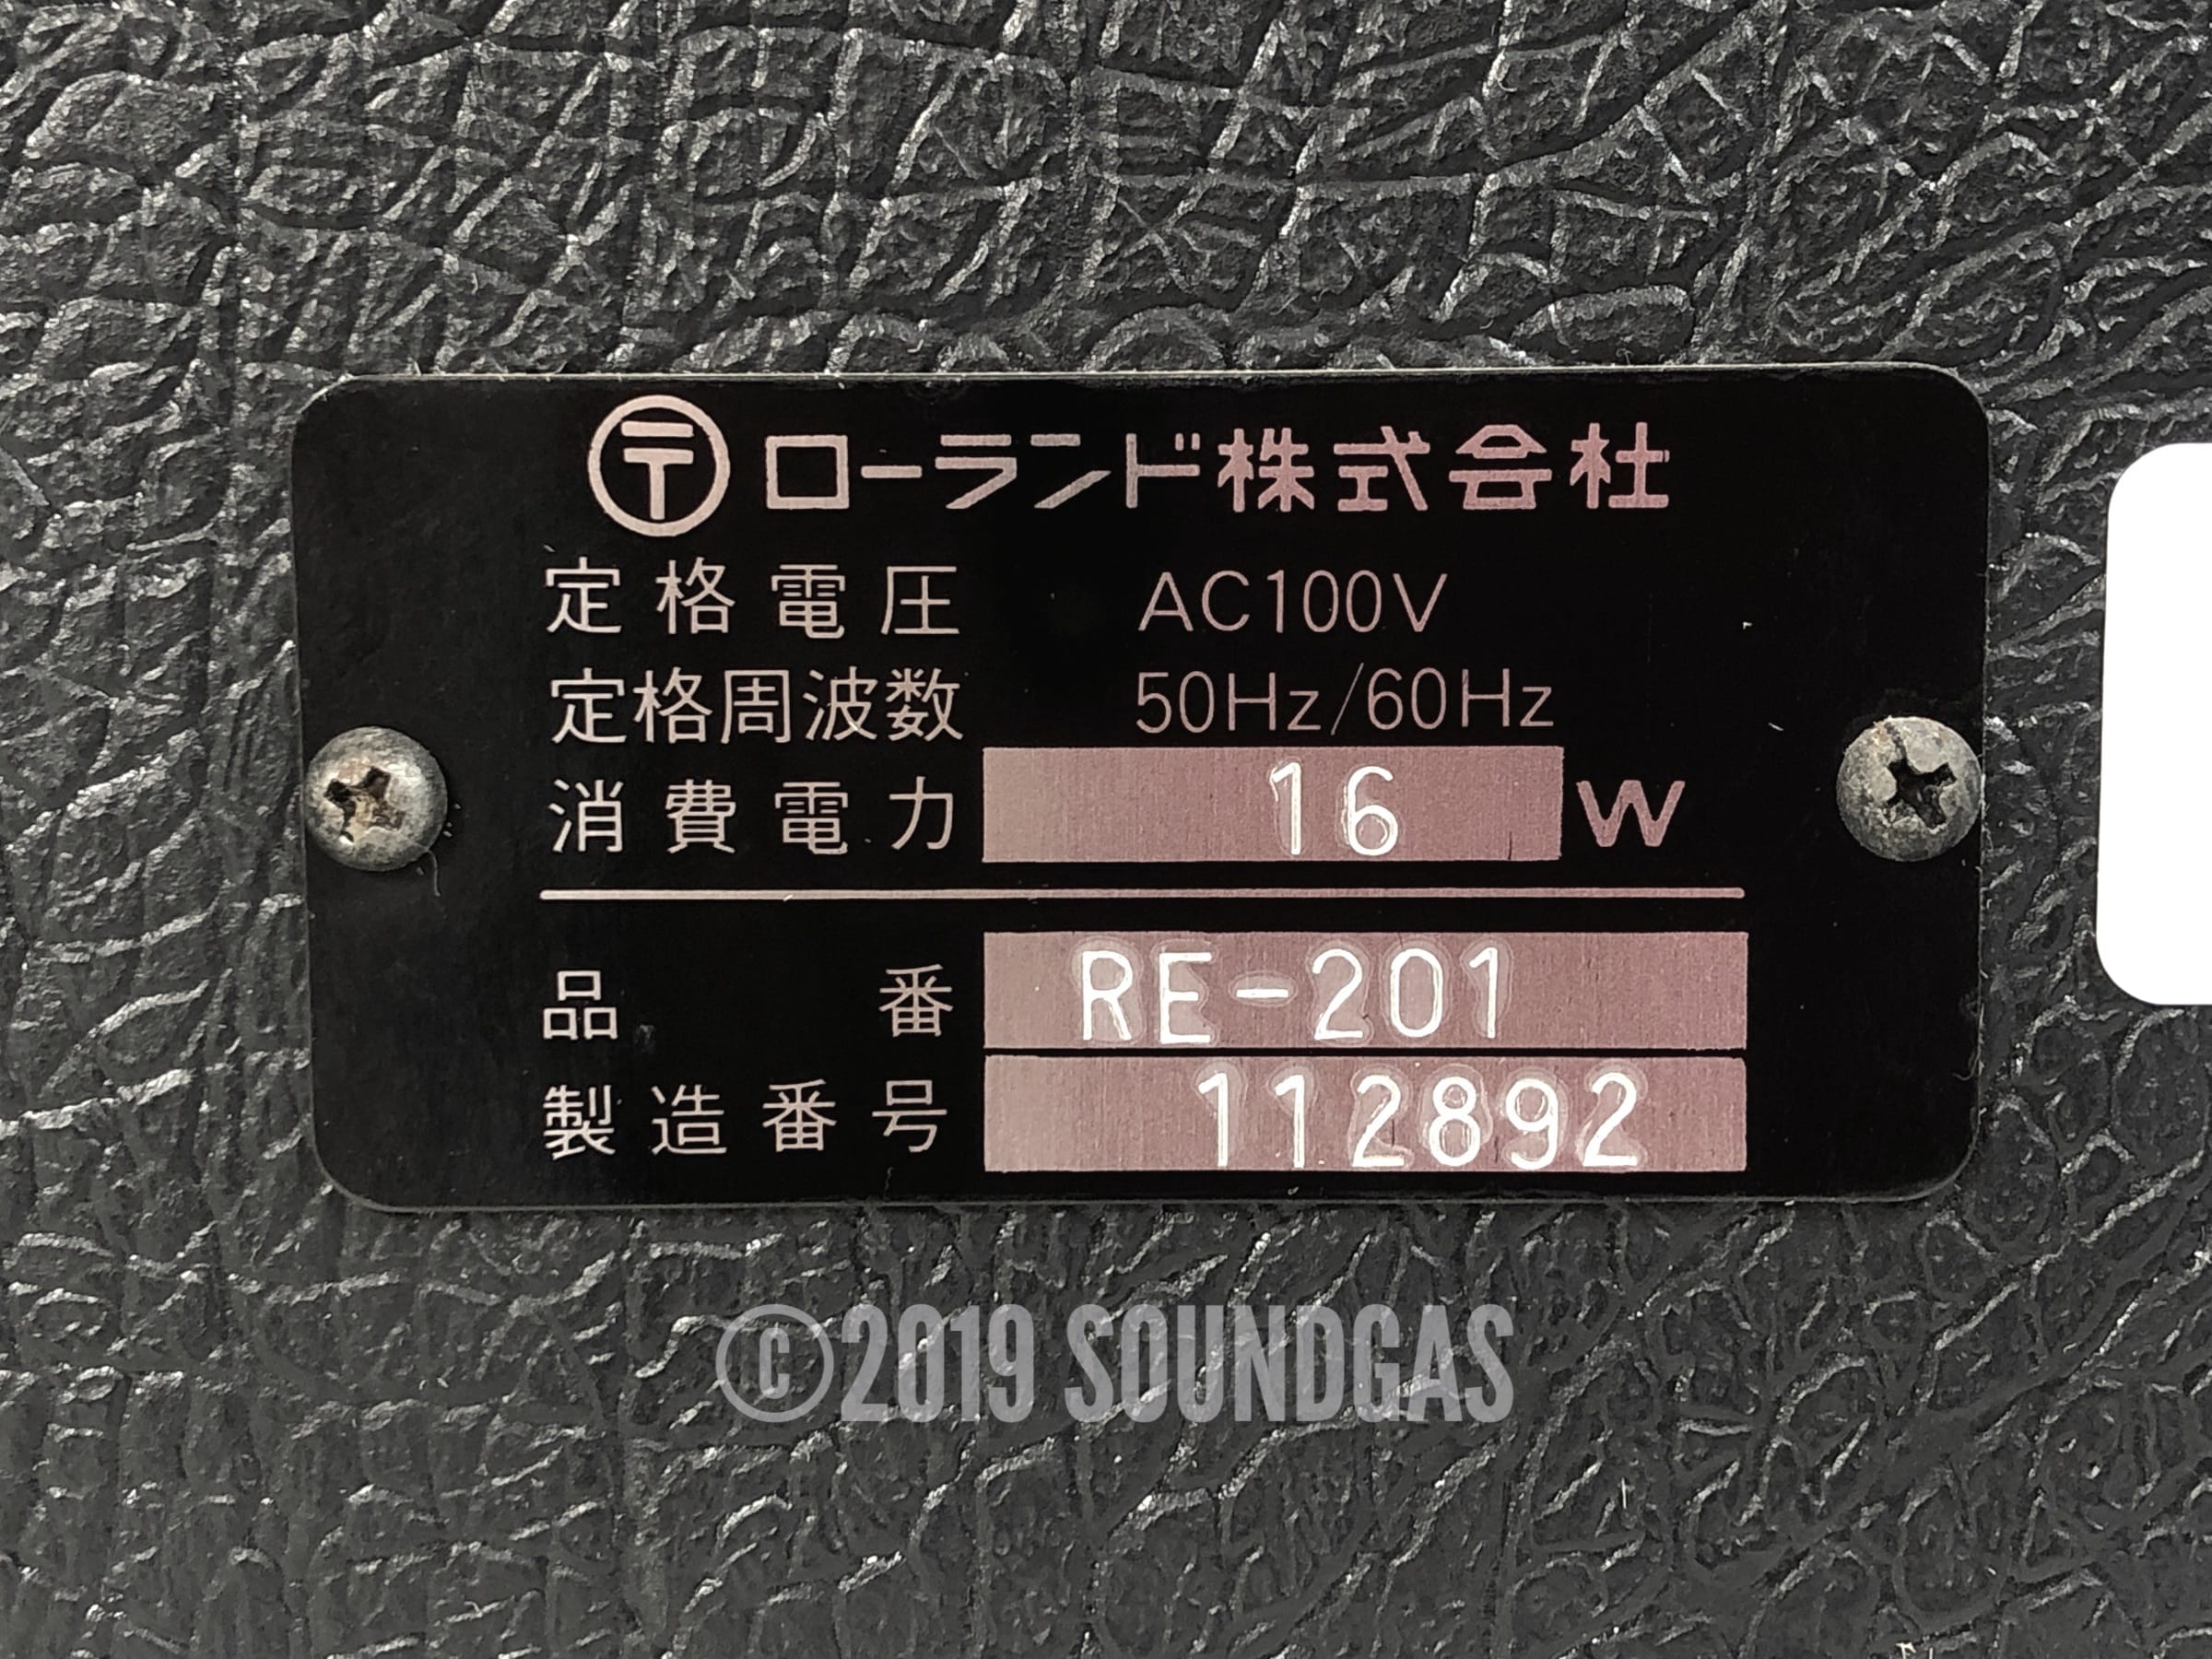 〶 ローランド株式会社
定格電圧 AC100V
定格周波数 50Hz/60Hz
消費電力 16 W
品番 RE-201
製造番号 112892
©2019 SOUNDGAS